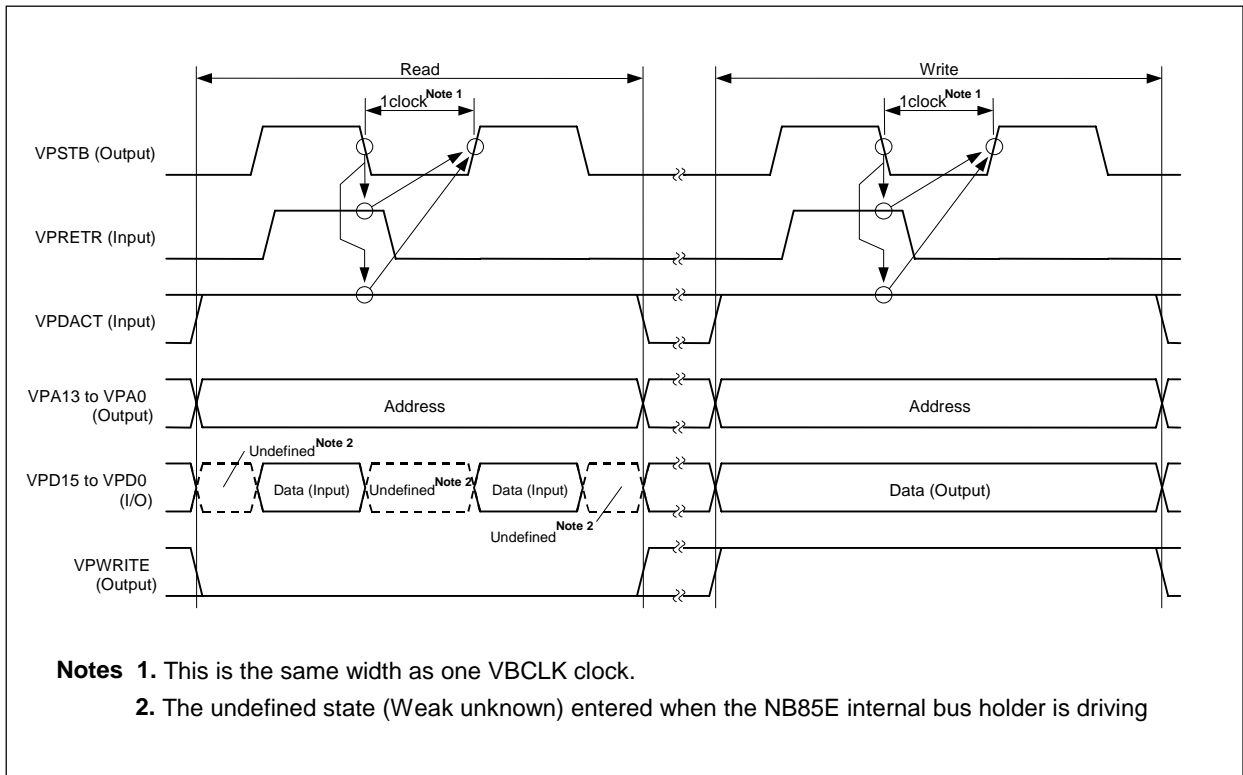 Read
Write
1clockNote 1
1clockNote 1
VPSTB (Output)
VPRETR (Input)
VPDACT (Input)
VPA13 to VPA0
(Output)
Address
Address
UndefinedNote 2
VPD15 to VPD0
(I/O)
Data (Input)
UndefinedNote 2
Data (Input)
Data (Output)
UndefinedNote 2
VPWRITE
(Output)
Notes 1. This is the same width as one VBCLK clock.
2. The undefined state (Weak unknown) entered when the NB85E internal bus holder is driving